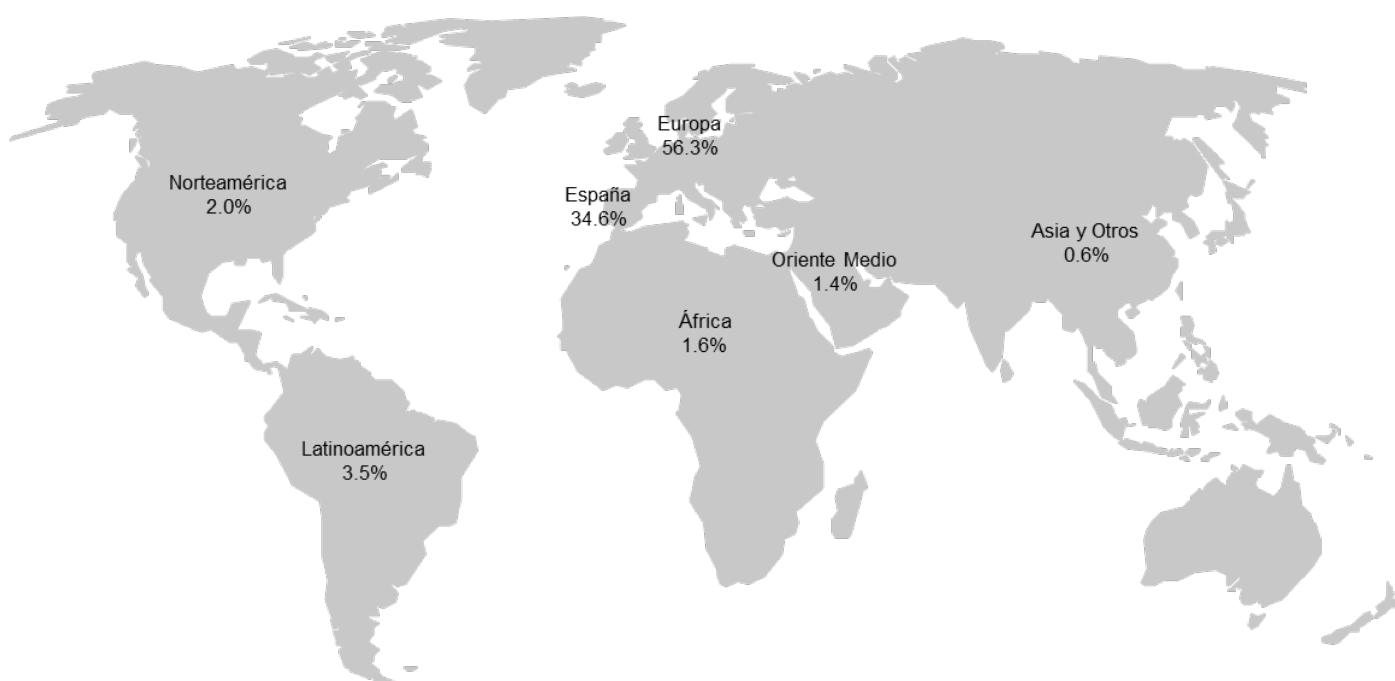 Europa
56.3%
Norteamérica
2.0%
España
34.6%
Asia y Otros
0.6%
Oriente Medio
1.4%
África
1.6%
Latinoamérica
3.5%